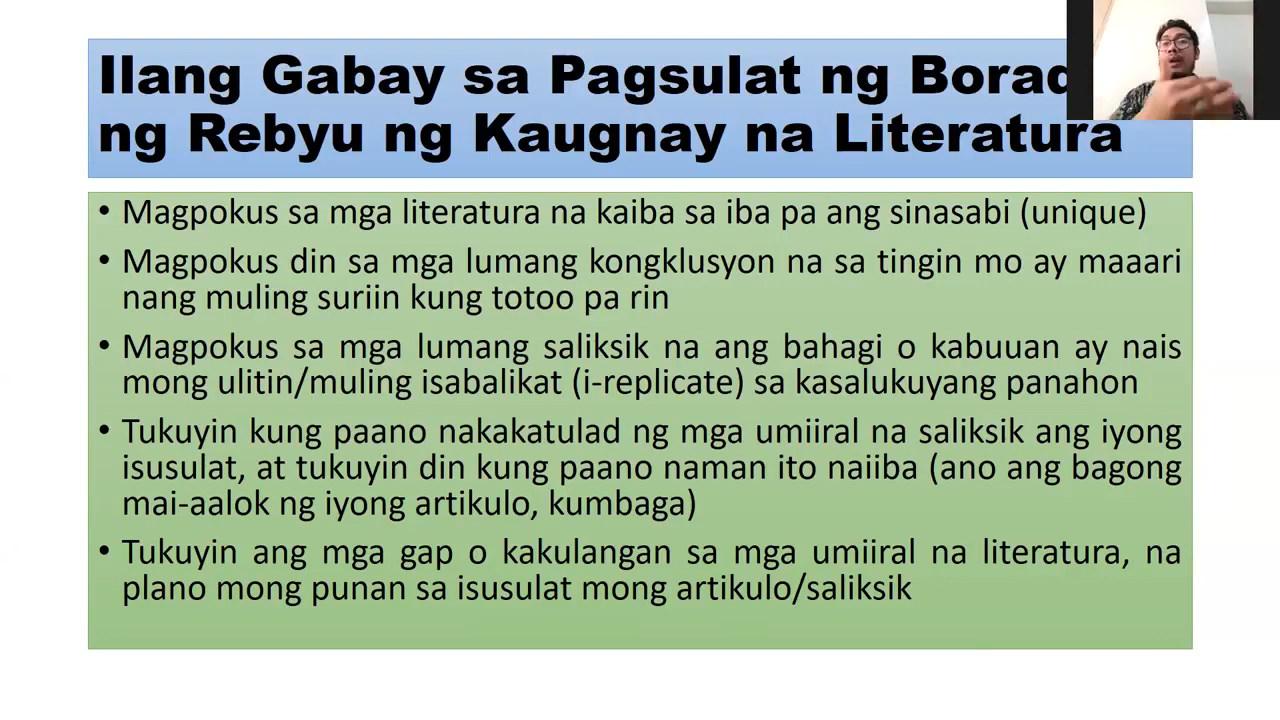 Ilang Gabay sa Pagsulat ng
ng Rebyu ng Kaugnay na Literatura
• Magpokus sa mga literatura na kaiba sa iba pa ang sinasabi (unique)
• Magpokus din sa mga lumang kongklusyon na sa tingin mo ay maaari
nang muling suriin kung totoo pa rin
• Magpokus sa mga lumang saliksik na ang bahagi o kabuuan ay nais
mong ulitin/muling isabalikat (i-replicate) sa kasalukuyang panahon
• Tukuyin kung paano nakakatulad ng mga umiiral na saliksik ang iyong
isusulat, at tukuyin din kung paano naman ito naiiba (ano ang bagong
mai-aalok ng iyong artikulo, kumbaga)
• Tukuyin ang mga gap o kakulangan sa mga umiiral na literatura, na
plano mong punan sa isusulat mong artikulo/saliksik